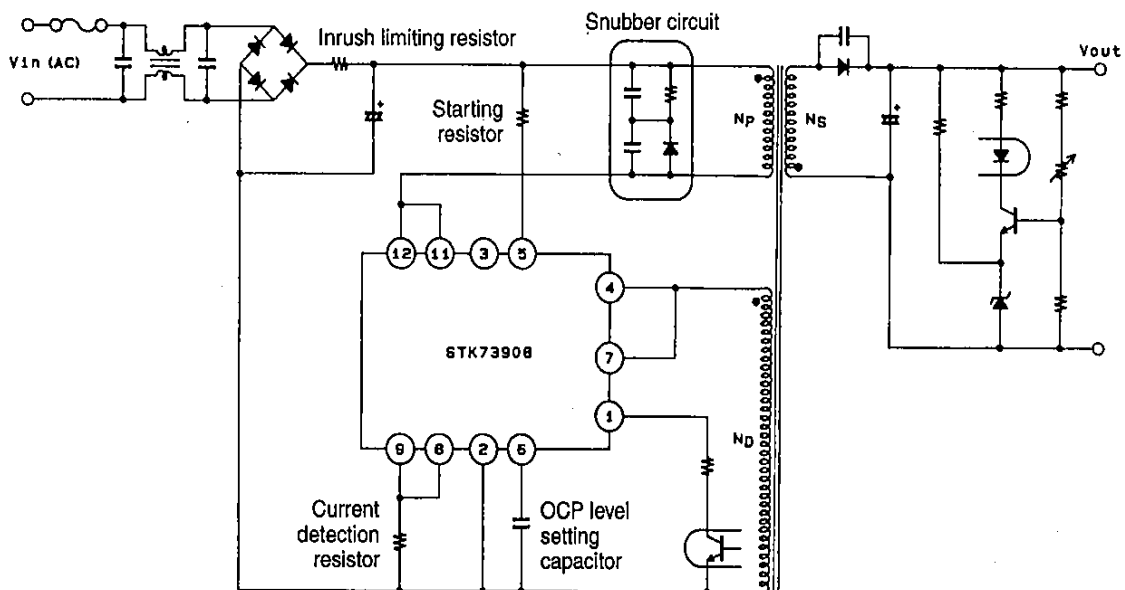 Snubber circuit
Inrush limiting resistor
Vin (AC)
Vout
Starting
resistor
NP
NS
12
11
3
5
4
STK73908
7
1
ND
9
8
2
6
Current
detection
resistor
OCP level
setting
capacitor